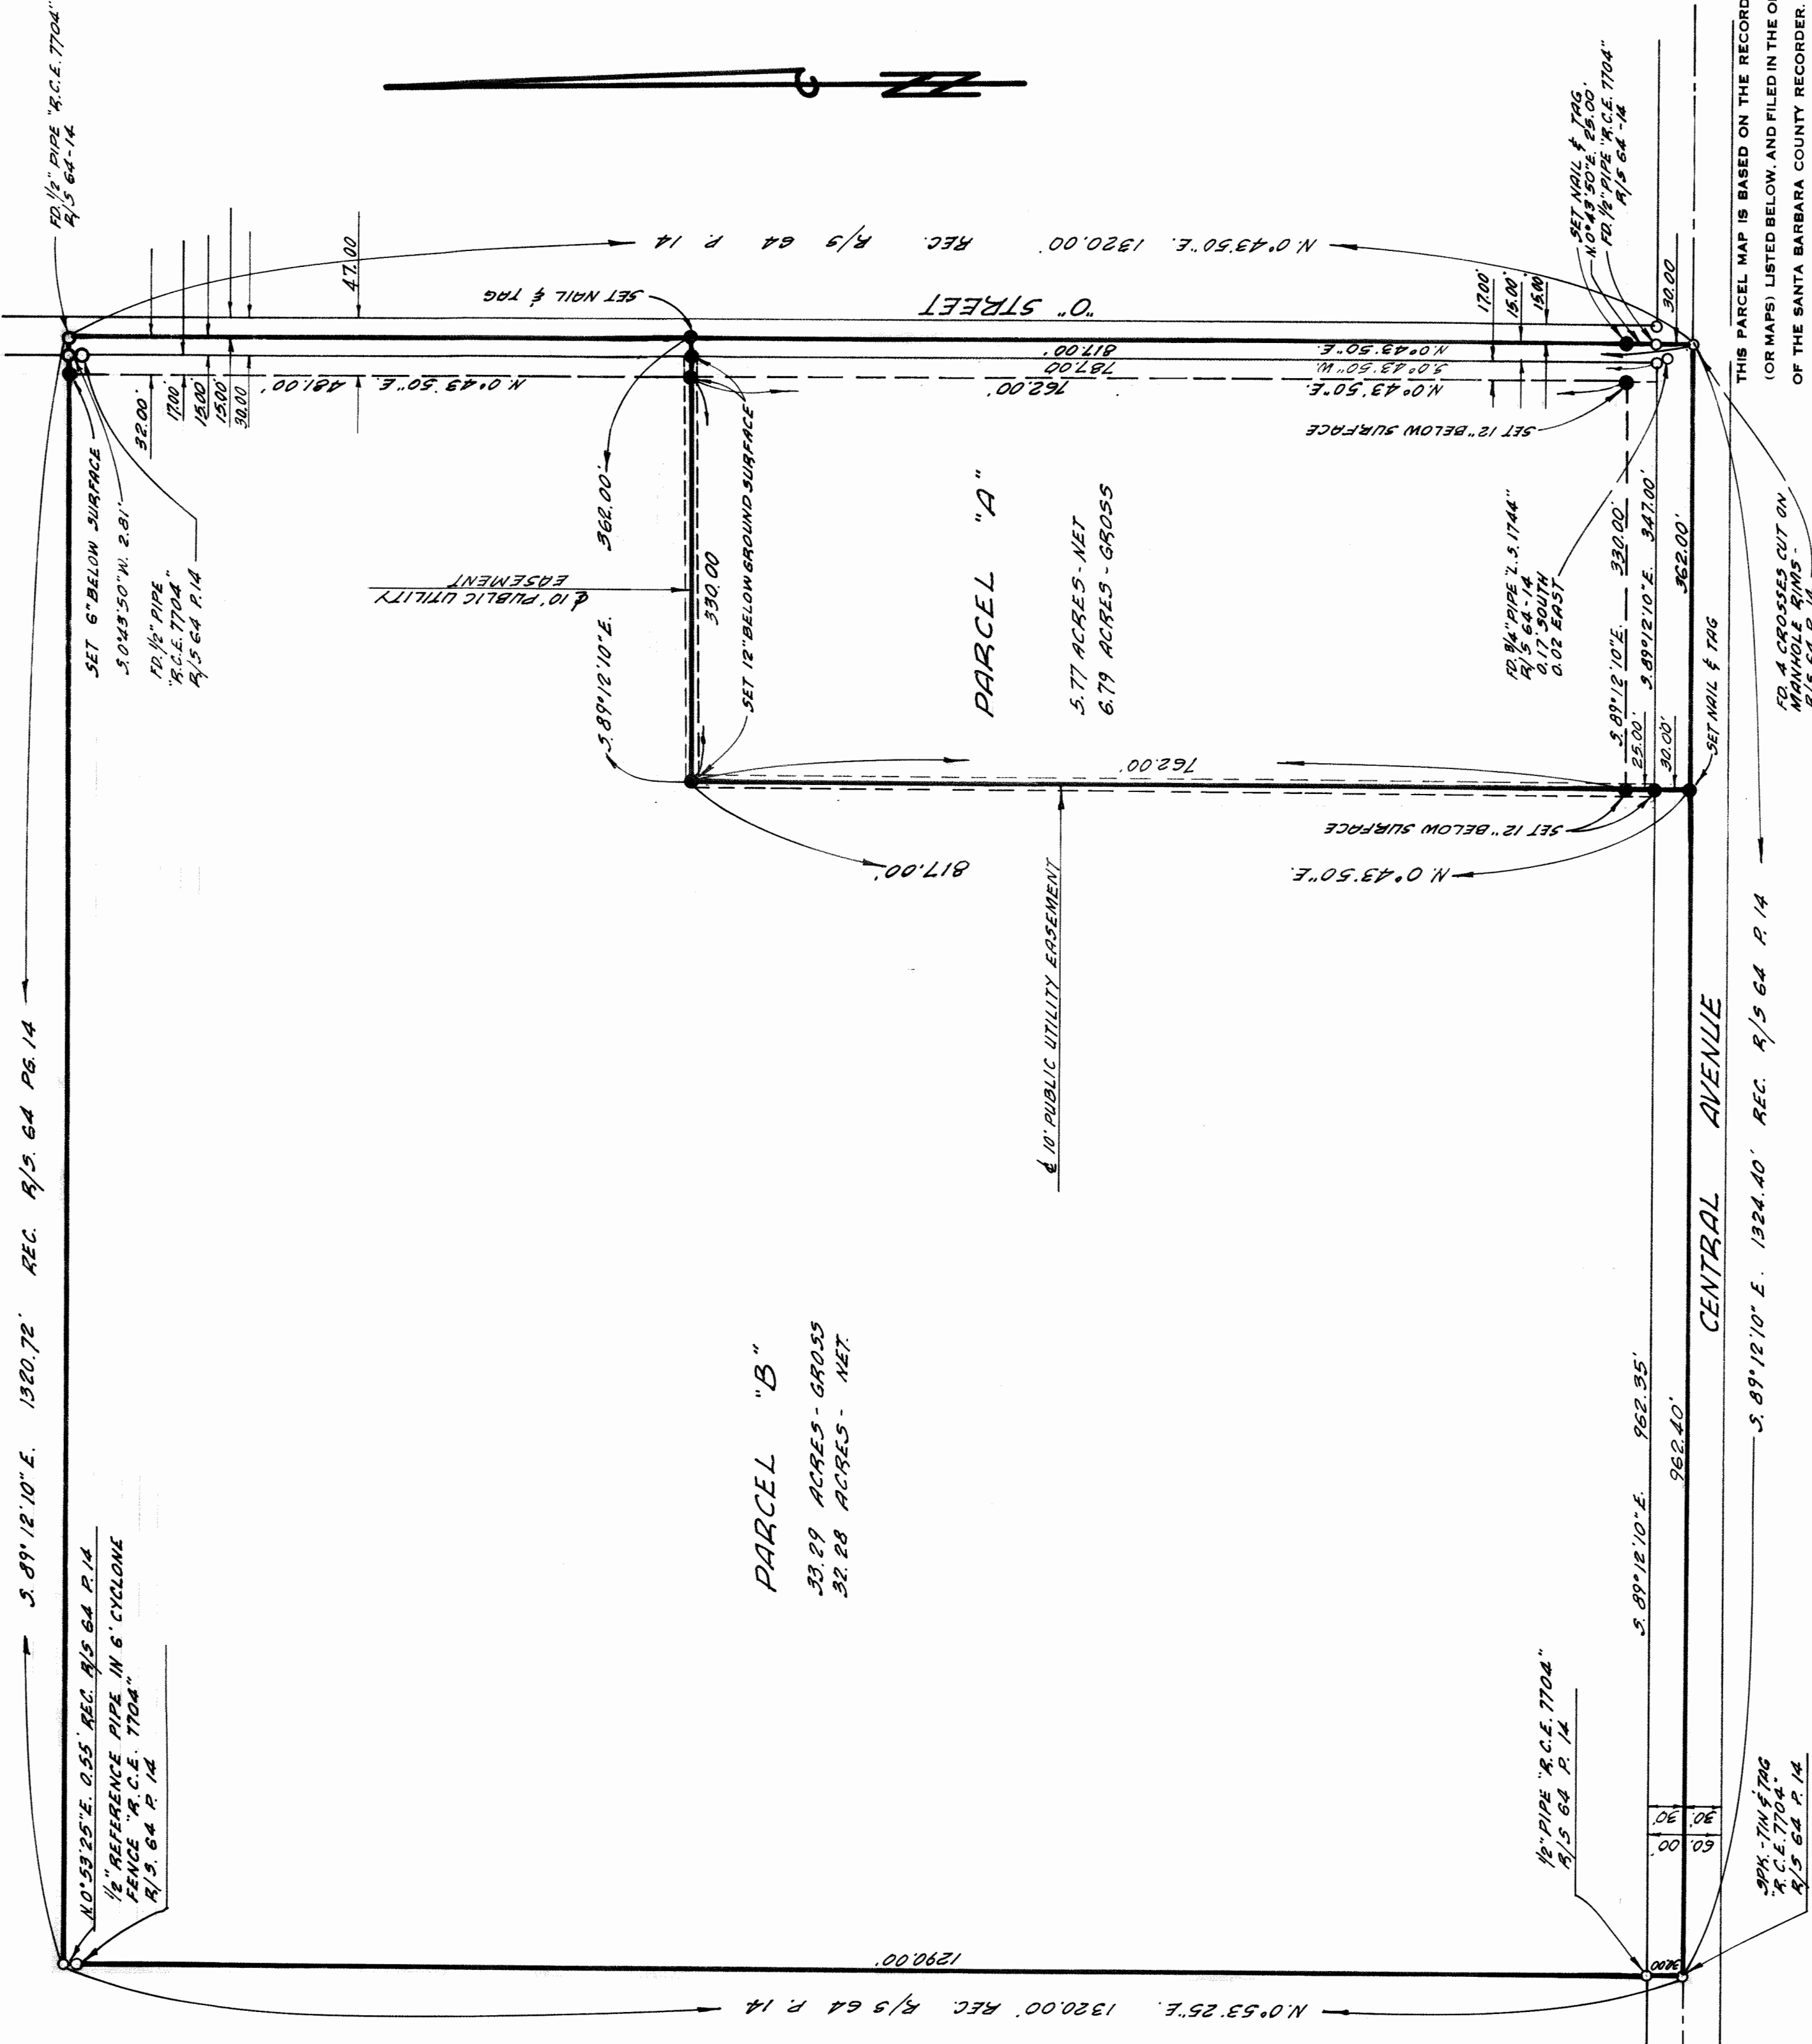 S. 89° 12' 10" E. 1320.72' REC. R/S. 64 PG. 14
FD. 1/2" PIPE "R.C.E. 7704"
R/S 64-14
N.0°53'25"E. 0.55' REC. R/S 64 P. 14
1/2" REFERENCE PIPE IN 6' CYCLONE
FENCE "R.C.E. 7704"
R/S. 64 P. 14
SET 6" BELOW SURFACE
S.0°43'50"W. 2.81'
FD. 1/2" PIPE
"R.C.E. 7704"
R/S 64 P. 14
32.00'
17.00'
15.00'
15.00'
30.00'
47.00
N.0°43'50"E. 481.00'
SET NAIL & TAG
N.0°43'50"E. 1320.00' REC. R/S 64 P. 14
"O" STREET
S. 89°12'10"E. 362.00'
℄ 10' PUBLIC UTILITY
EASEMENT
330.00
SET 12" BELOW GROUND SURFACE
N.0°43'50"E. 817.00'
S.0°43'50"W. 787.00'
N.0°43'50"E. 762.00'
PARCEL "A"
5.77 ACRES - NET
6.79 ACRES - GROSS
762.00'
N. 0°43'50"E. 817.00'
℄ 10' PUBLIC UTILITY EASEMENT
SET 12" BELOW SURFACE
SET 12" BELOW SURFACE
17.00'
15.00'
15.00'
30.00
SET NAIL & TAG
N.0°43'50"E. 25.00'
FD. 1/2" PIPE "R.C.E. 7704"
R/S 64-14
FD. 3/4" PIPE "L.S. 1744"
R/S 64-14
0.17' SOUTH
0.02 EAST
S.89°12'10"E. 330.00'
25.00'
S.89°12'10"E. 347.00'
30.00'
362.00'
SET NAIL & TAG
PARCEL "B"
33.29 ACRES - GROSS
32.28 ACRES - NET.
1290.00'
N.0°53'25"E. 1320.00' REC. R/S 64 P. 14
1/2" PIPE "R.C.E. 7704"
R/S 64 P. 14
S. 89°12'10"E. 962.35'
962.40'
30.00
30'
30'
60.00'
CENTRAL AVENUE
S. 89°12'10" E. 1324.40' REC. R/S 64 P. 14
SPK.-TIN & TAG
"R.C.E. 7704"
R/S 64 P. 14
FD. 4 CROSSES CUT ON
MANHOLE RIMS -
R/S 64 P. 14
THIS PARCEL MAP IS BASED ON THE RECORD
(OR MAPS) LISTED BELOW, AND FILED IN THE
OF THE SANTA BARBARA COUNTY RECORDER.
N